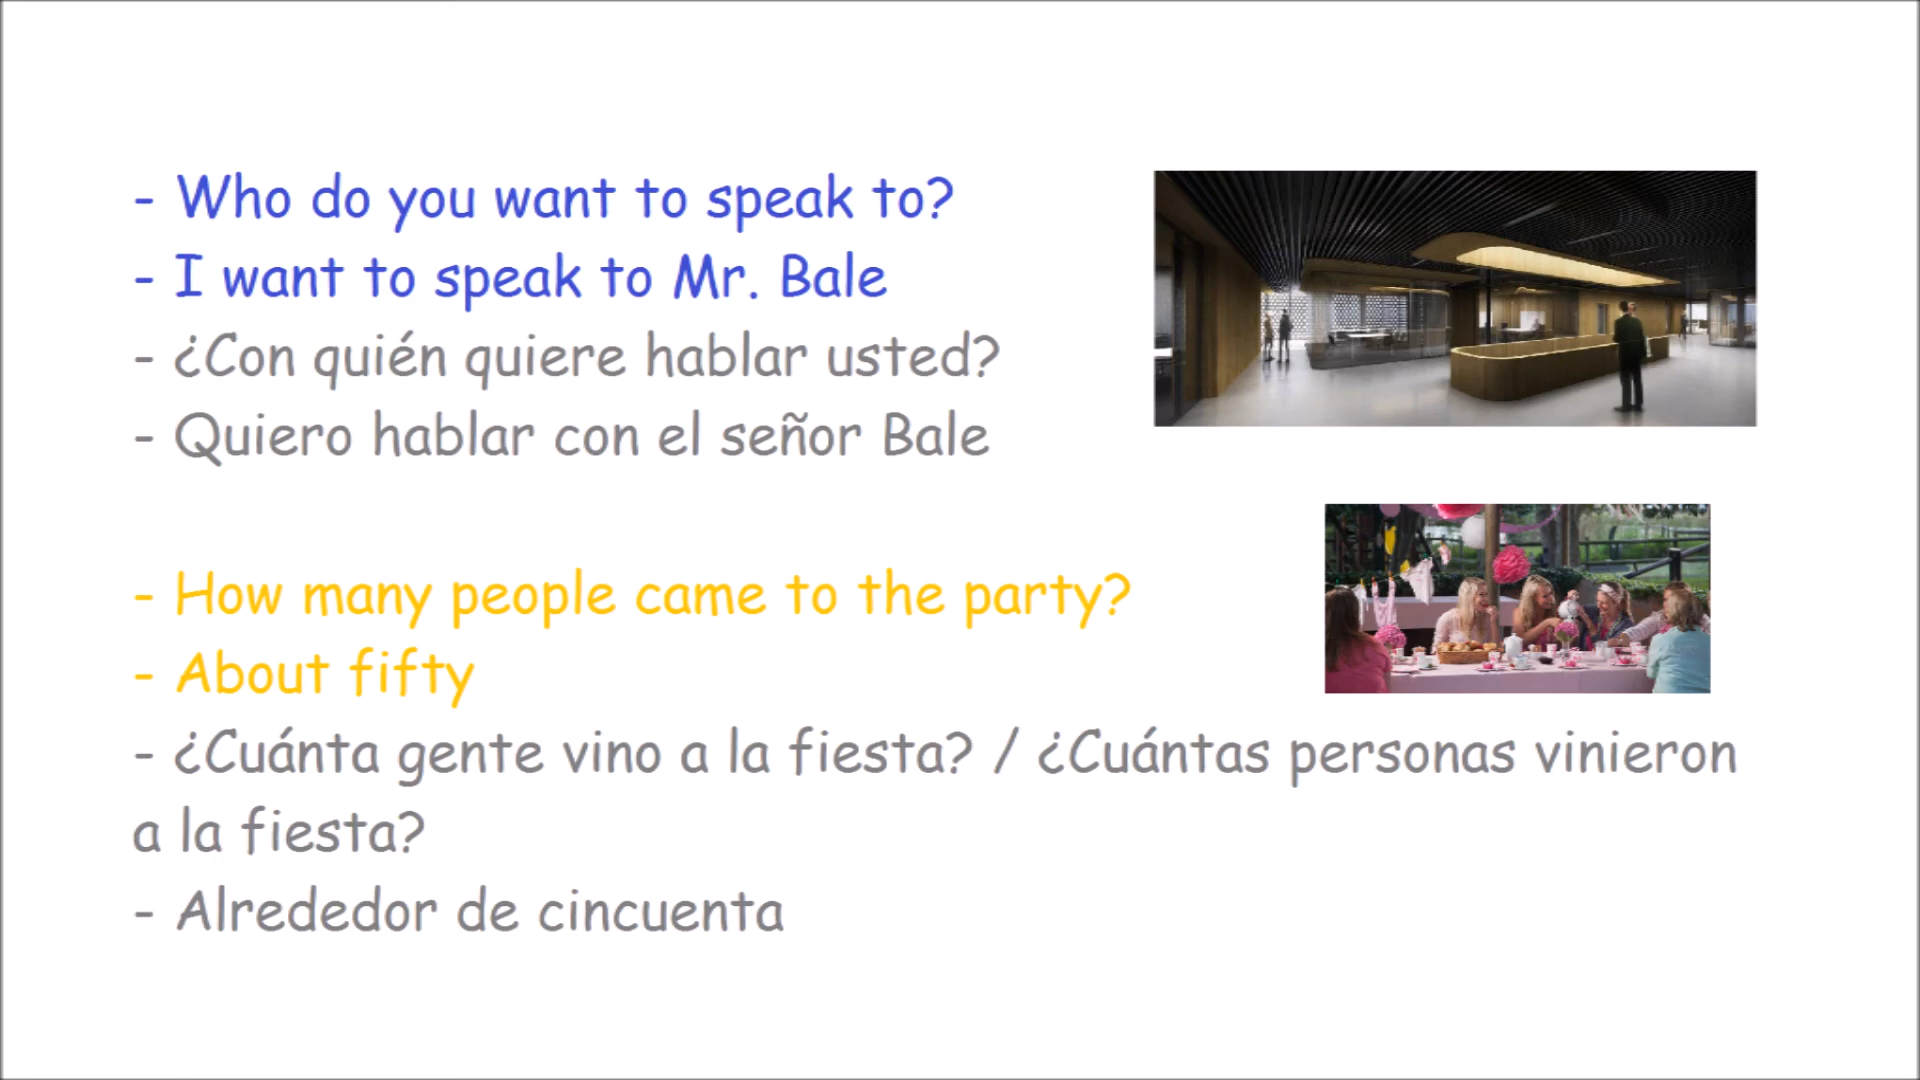 - Who do you want to speak to?
- I want to speak to Mr. Bale
- ¿Con quién quiere hablar usted?
- Quiero hablar con el señor Bale
- How many people came to the party?
- About fifty
- ¿Cuánta gente vino a la fiesta? / ¿Cuántas personas vinieron
a la fiesta?
- Alrededor de cincuenta